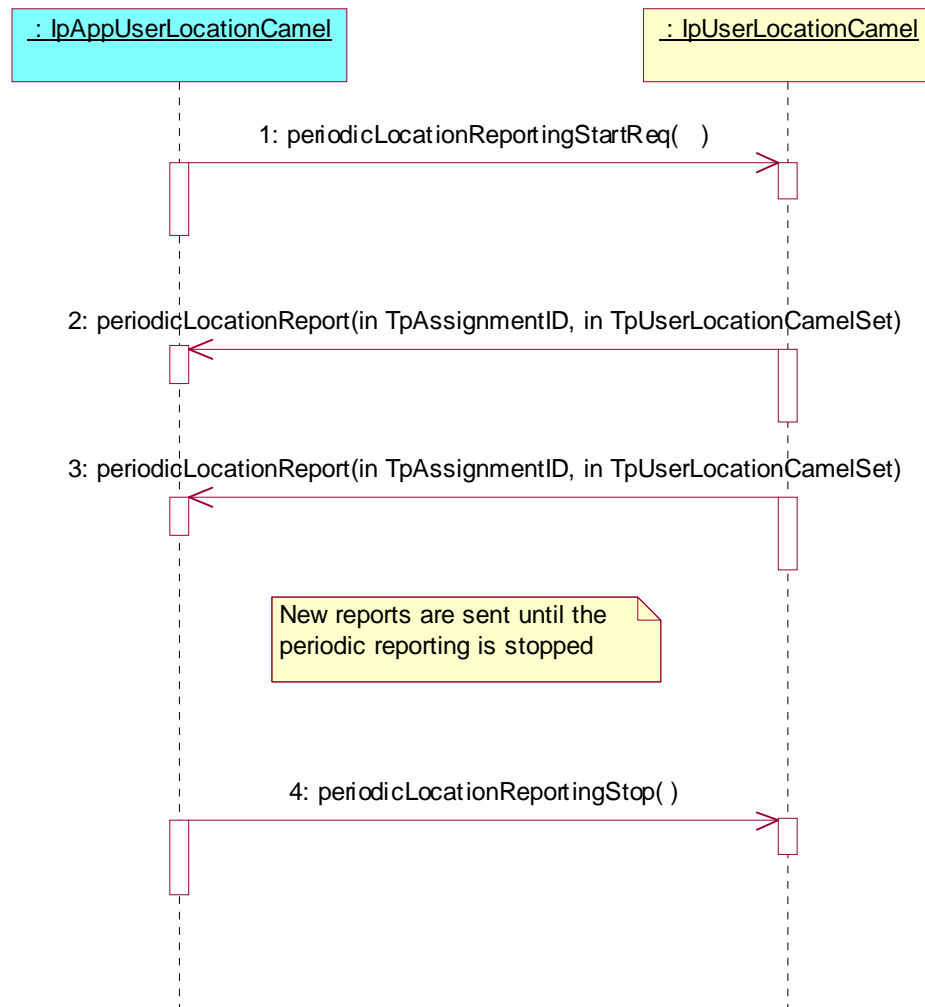 : IpAppUserLocationCamel
: IpUserLocationCamel
1: periodicLocationReportingStartReq( )
2: periodicLocationReport(in TpAssignmentID, in TpUserLocationCamelSet)
3: periodicLocationReport(in TpAssignmentID, in TpUserLocationCamelSet)
New reports are sent until the
periodic reporting is stopped
4: periodicLocationReportingStop( )